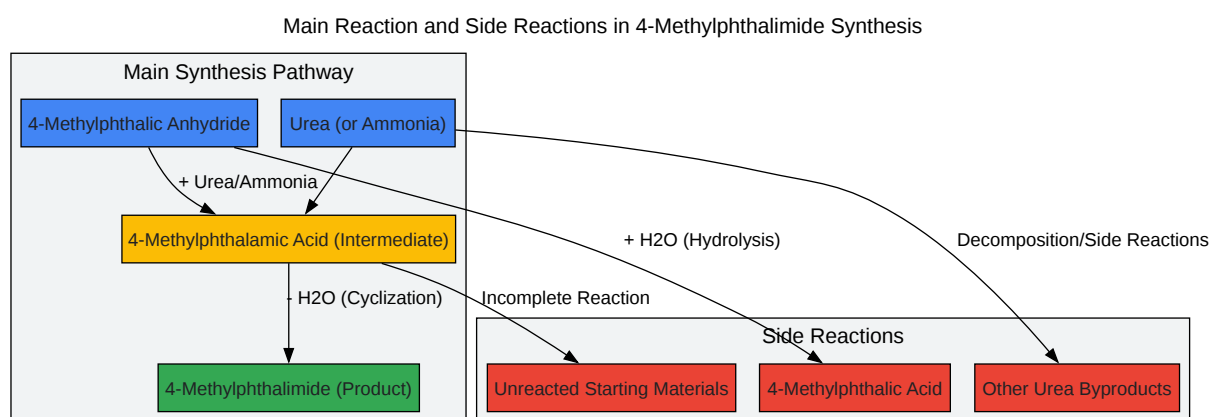 Main Reaction and Side Reactions in 4-Methylphthalimide Synthesis
Main Synthesis Pathway
4-Methylphthalic Anhydride
Urea (or Ammonia)
+ Urea/Ammonia
4-Methylphthalamic Acid (Intermediate)
+ H2O (Hydrolysis)
Decomposition/Side Reactions
- H2O (Cyclization)
Incomplete Reaction
Side Reactions
4-Methylphthalimide (Product)
Unreacted Starting Materials
4-Methylphthalic Acid
Other Urea Byproducts